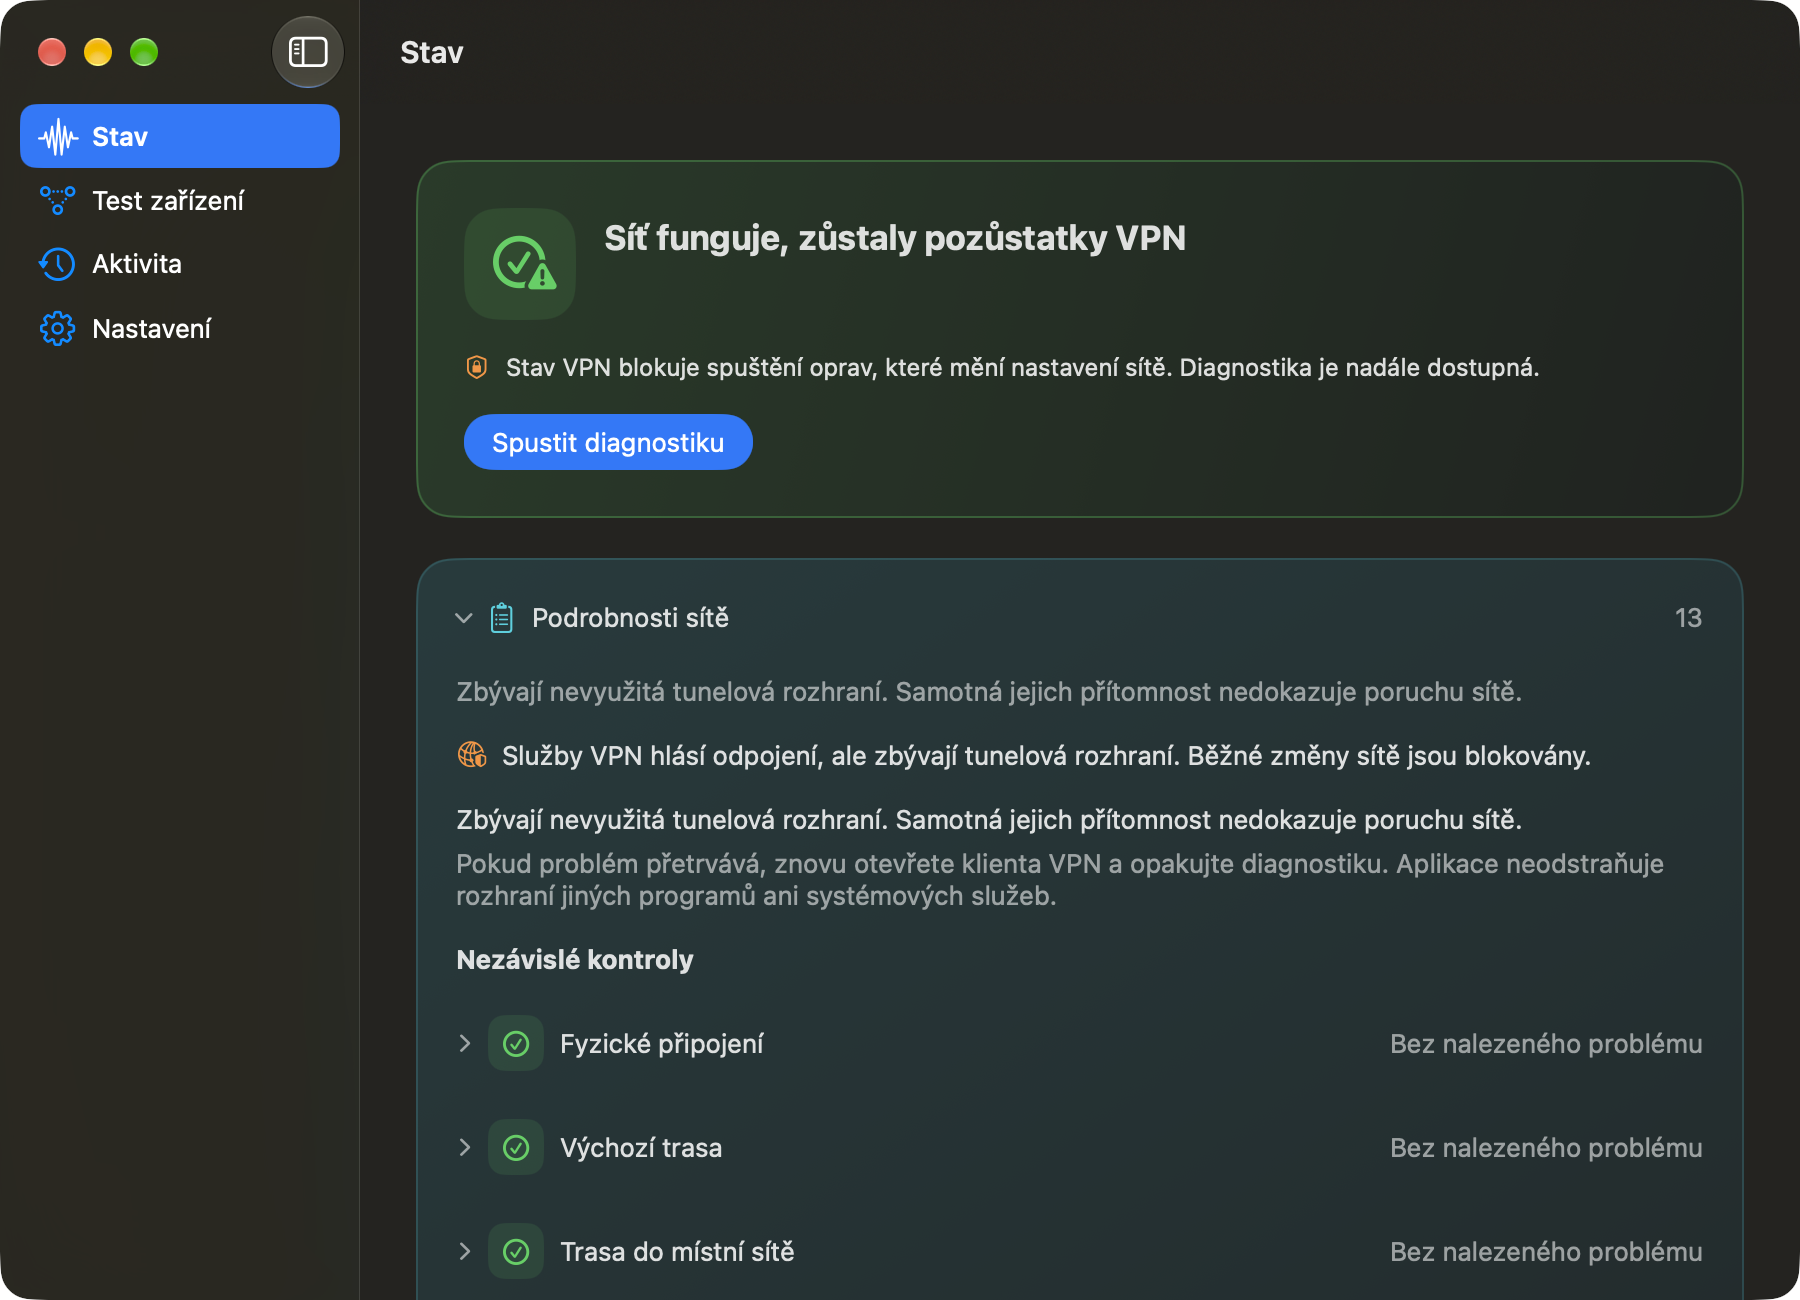 Stav
Stav
Test zařízení
Aktivita
Nastavení
Síť funguje, zůstaly pozůstatky VPN
Stav VPN blokuje spuštění oprav, které mění nastavení sítě. Diagnostika je nadále dostupná.
Spustit diagnostiku
Podrobnosti sítě 13
Zbývají nevyužitá tunelová rozhraní. Samotná jejich přítomnost nedokazuje poruchu sítě.
Služby VPN hlásí odpojení, ale zbývají tunelová rozhraní. Běžné změny sítě jsou blokovány.
Zbývají nevyužitá tunelová rozhraní. Samotná jejich přítomnost nedokazuje poruchu sítě.
Pokud problém přetrvává, znovu otevřete klienta VPN a opakujte diagnostiku. Aplikace neodstraňuje
rozhraní jiných programů ani systémových služeb.
Nezávislé kontroly
Fyzické připojení Bez nalezeného problému
Výchozí trasa Bez nalezeného problému
Trasa do místní sítě Bez nalezeného problému